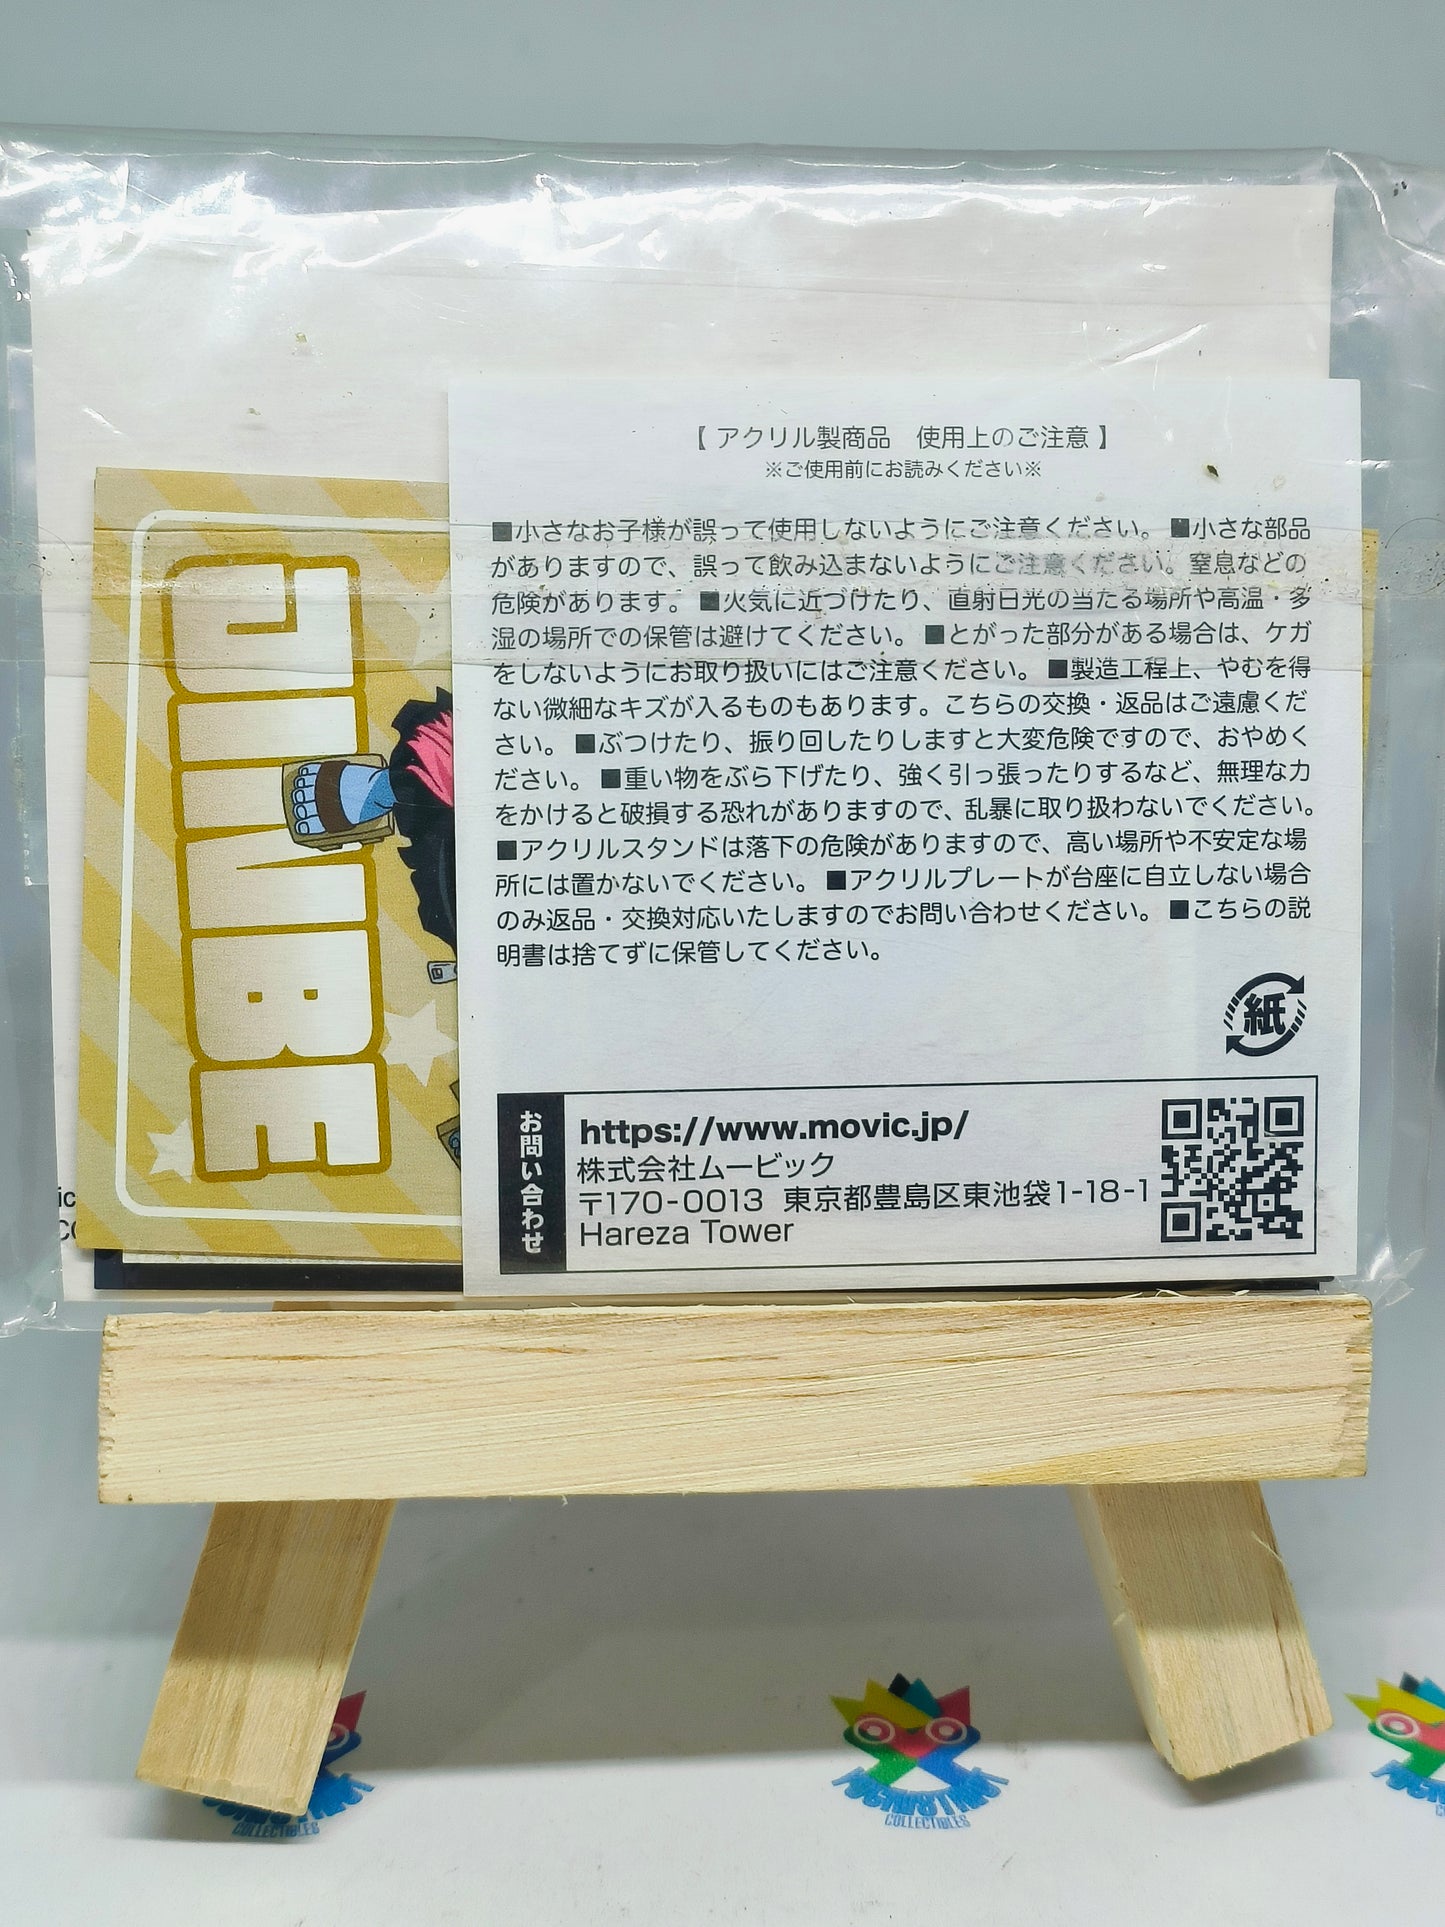 【 アクリル製商品　使用上のご注意 】
※ご使用前にお読みください※
■小さなお子様が誤って使用しないようにご注意ください。 ■小さな部品
がありますので、誤って飲み込まないようにご注意ください。窒息などの
危険があります。 ■火気に近づけたり、直射日光の当たる場所や高温・多
湿の場所での保管は避けてください。 ■とがった部分がある場合は、ケガ
をしないようにお取り扱いにはご注意ください。 ■製造工程上、やむを得
ない微細なキズが入るものもあります。こちらの交換・返品はご遠慮くだ
さい。 ■ぶつけたり、振り回したりしますと大変危険ですので、おやめく
ださい。 ■重い物をぶら下げたり、強く引っ張ったりするなど、無理な力
をかけると破損する恐れがありますので、乱暴に取り扱わないでください。
■アクリルスタンドは落下の危険がありますので、高い場所や不安定な場
所には置かないでください。 ■アクリルプレートが台座に自立しない場合
のみ返品・交換対応いたしますのでお問い合わせください。 ■こちらの説
明書は捨てずに保管してください。
紙
お問い合わせ
https://www.movic.jp/
株式会社ムービック
〒170-0013 東京都豊島区東池袋1-18-1
Hareza Tower
JINBE
COLLECTIBLES
COLLECTIBLES